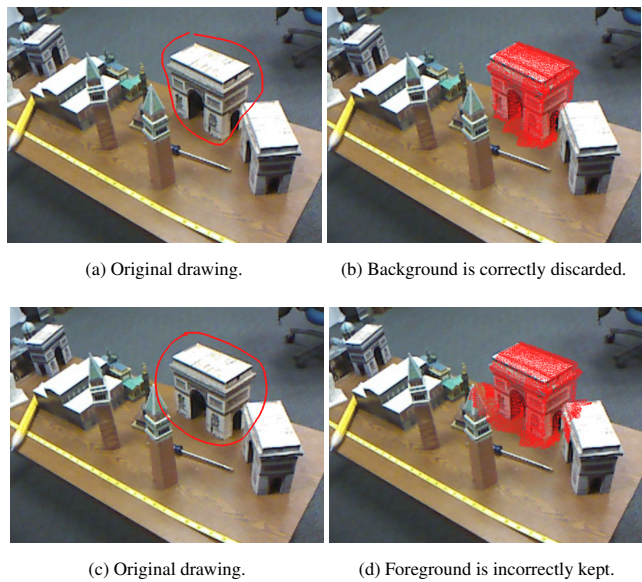 (a) Original drawing.
(b) Background is correctly discarded.
(c) Original drawing.
(d) Foreground is incorrectly kept.